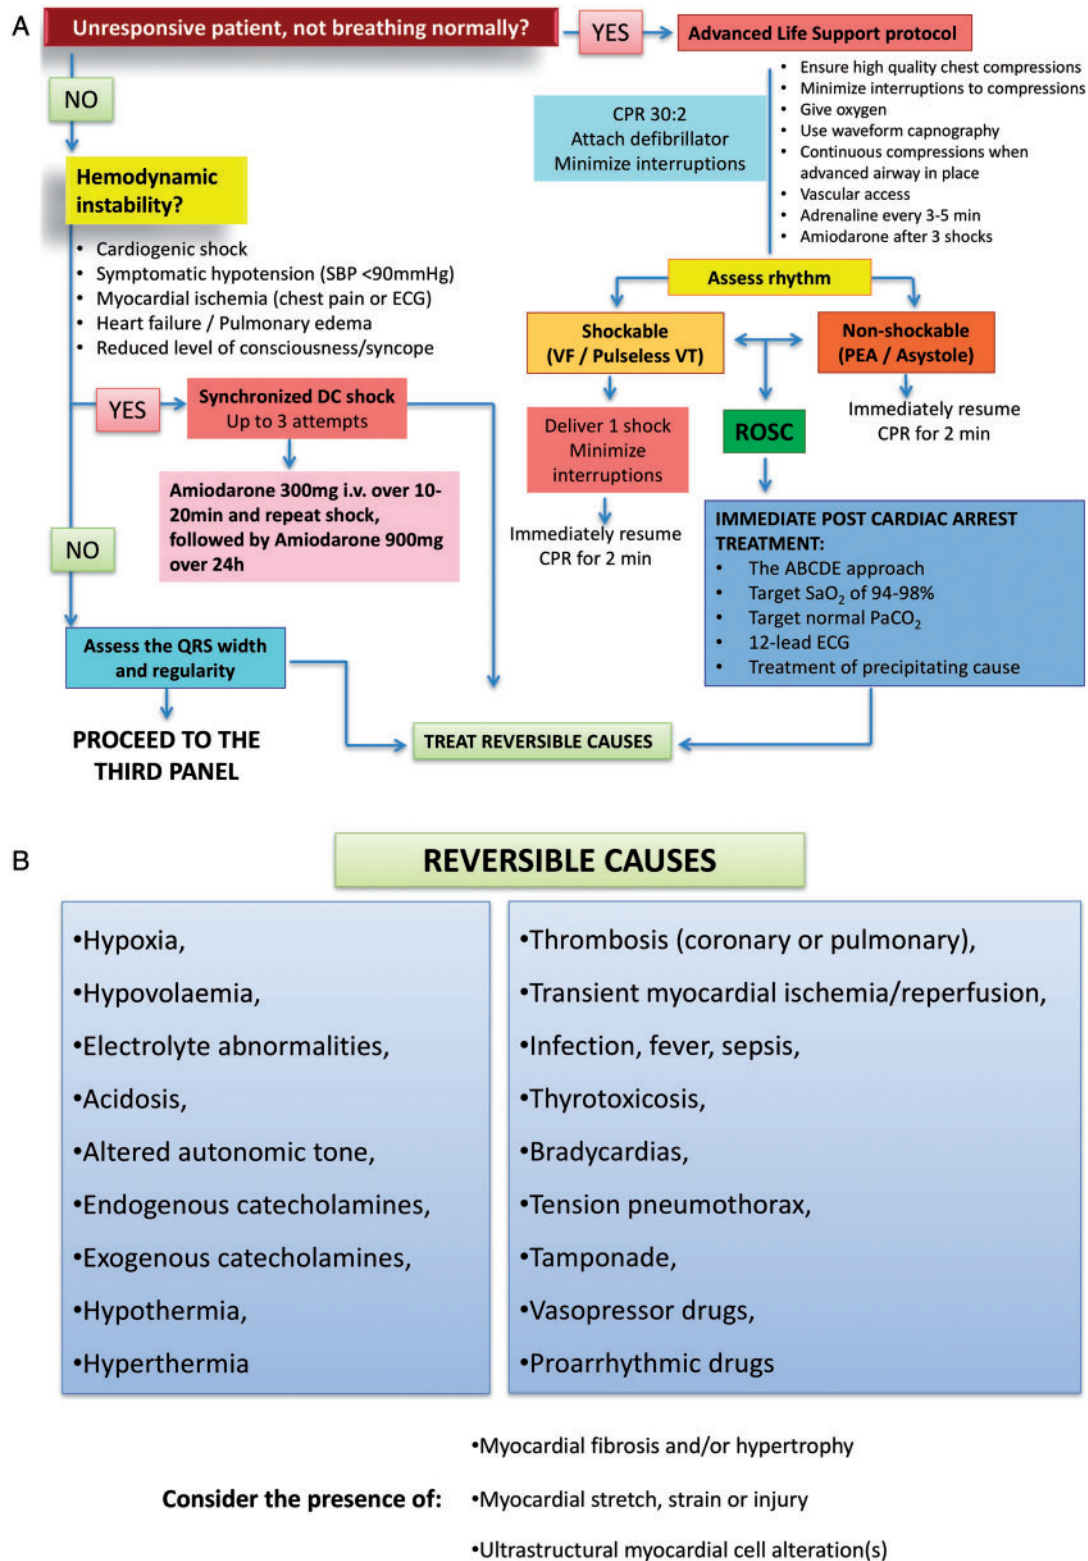 A
Unresponsive patient, not breathing normally?
YES
Advanced Life Support protocol
• Ensure high quality chest compressions
• Minimize interruptions to compressions
• Give oxygen
• Use waveform capnography
• Continuous compressions when
advanced airway in place
• Vascular access
• Adrenaline every 3-5 min
• Amiodarone after 3 shocks
CPR 30:2
Attach defibrillator
Minimize interruptions
NO
Hemodynamic
instability?
• Cardiogenic shock
• Symptomatic hypotension (SBP <90mmHg)
• Myocardial ischemia (chest pain or ECG)
• Heart failure / Pulmonary edema
• Reduced level of consciousness/syncope
Assess rhythm
Shockable
(VF / Pulseless VT)
Non-shockable
(PEA / Asystole)
YES
Synchronized DC shock
Up to 3 attempts
Deliver 1 shock
Minimize
interruptions
ROSC
Immediately resume
CPR for 2 min
Amiodarone 300mg i.v. over 10-
20min and repeat shock,
followed by Amiodarone 900mg
over 24h
Immediately resume
CPR for 2 min
IMMEDIATE POST CARDIAC ARREST
TREATMENT:
• The ABCDE approach
• Target SaO₂ of 94-98%
• Target normal PaCO₂
• 12-lead ECG
• Treatment of precipitating cause
NO
Assess the QRS width
and regularity
PROCEED TO THE
THIRD PANEL
TREAT REVERSIBLE CAUSES
B
REVERSIBLE CAUSES
•Hypoxia,
•Hypovolaemia,
•Electrolyte abnormalities,
•Acidosis,
•Altered autonomic tone,
•Endogenous catecholamines,
•Exogenous catecholamines,
•Hypothermia,
•Hyperthermia
•Thrombosis (coronary or pulmonary),
•Transient myocardial ischemia/reperfusion,
•Infection, fever, sepsis,
•Thyrotoxicosis,
•Bradycardias,
•Tension pneumothorax,
•Tamponade,
•Vasopressor drugs,
•Proarrhythmic drugs
Consider the presence of:
•Myocardial fibrosis and/or hypertrophy
•Myocardial stretch, strain or injury
•Ultrastructural myocardial cell alteration(s)